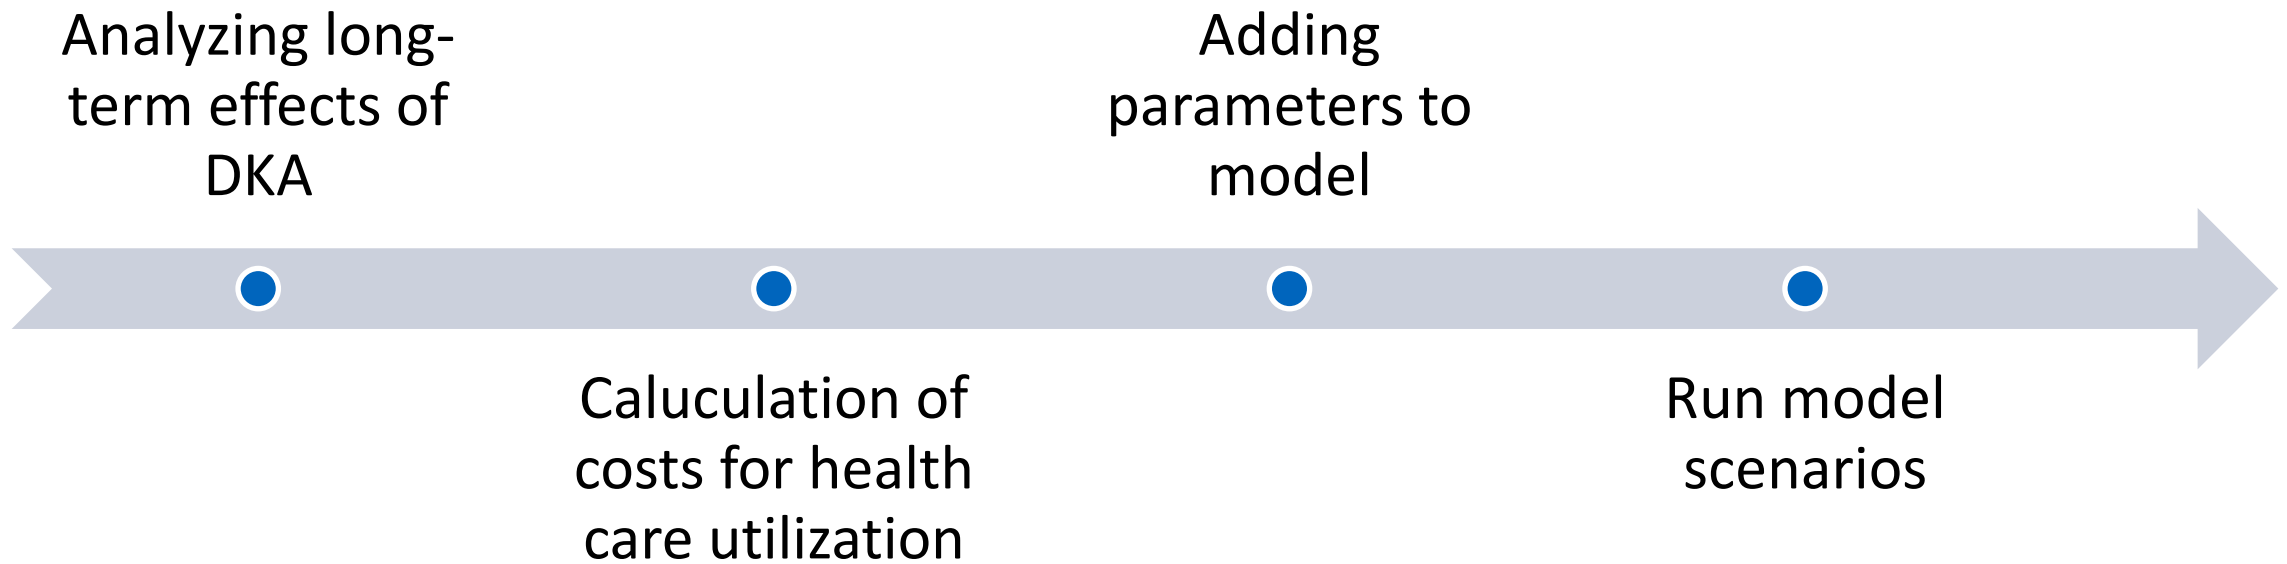 Analyzing long-
term effects of
DKA
Caluculation of
costs for health
care utilization
Adding
parameters to
model
Run model
scenarios